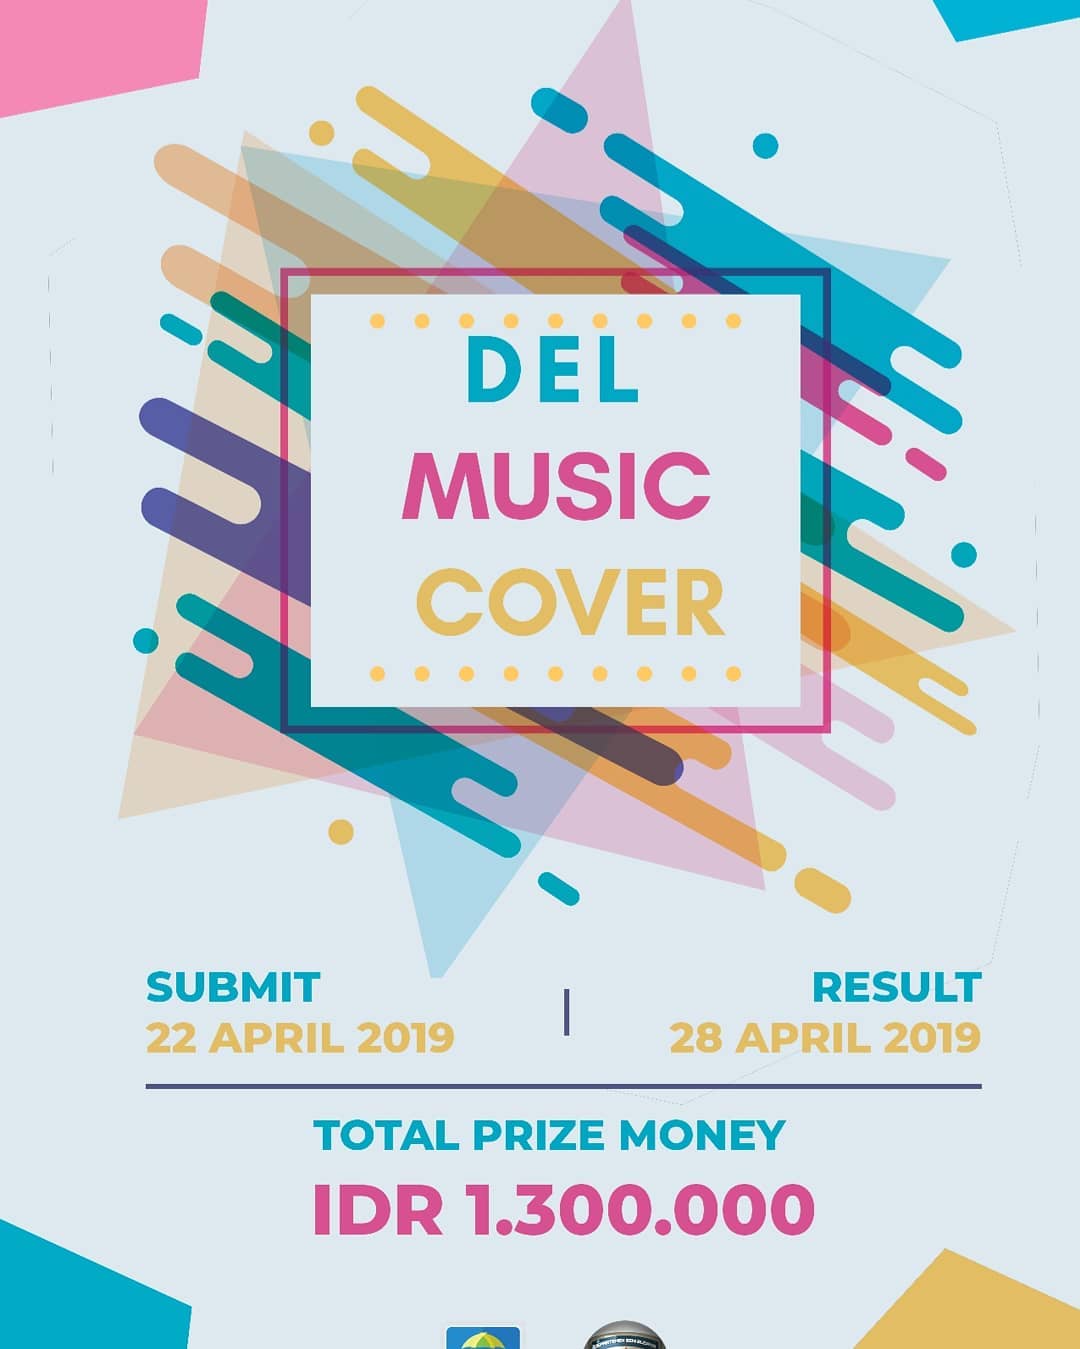 DEL
MUSIC
COVER
SUBMIT
22 APRIL 2019
RESULT
28 APRIL 2019
TOTAL PRIZE MONEY
IDR 1.300.000